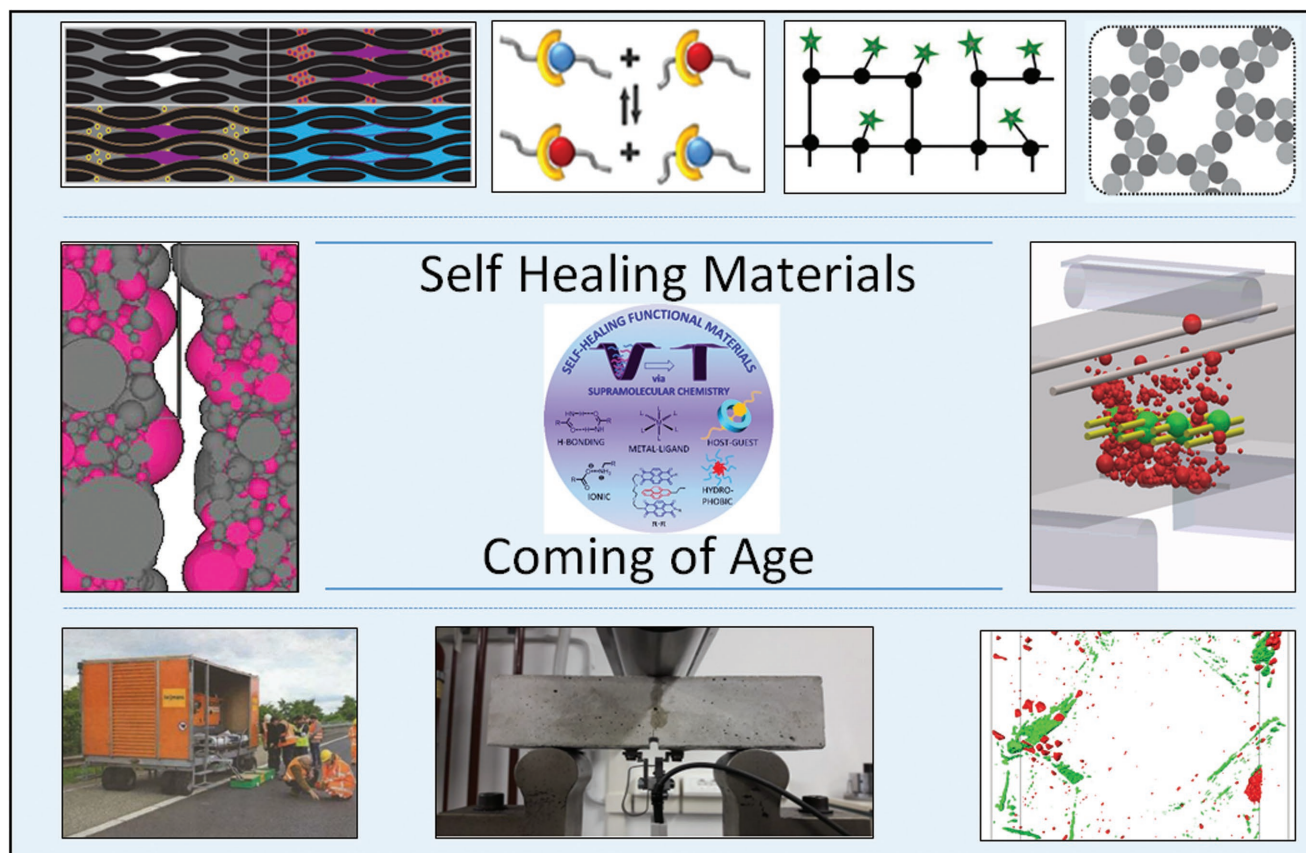 Self Healing Materials
SELF-HEALING FUNCTIONAL MATERIALS
via
SUPRAMOLECULAR CHEMISTRY
H-BONDING
METAL-LIGAND
HOST-GUEST
IONIC
π-π
HYDRO-
PHOBIC
Coming of Age